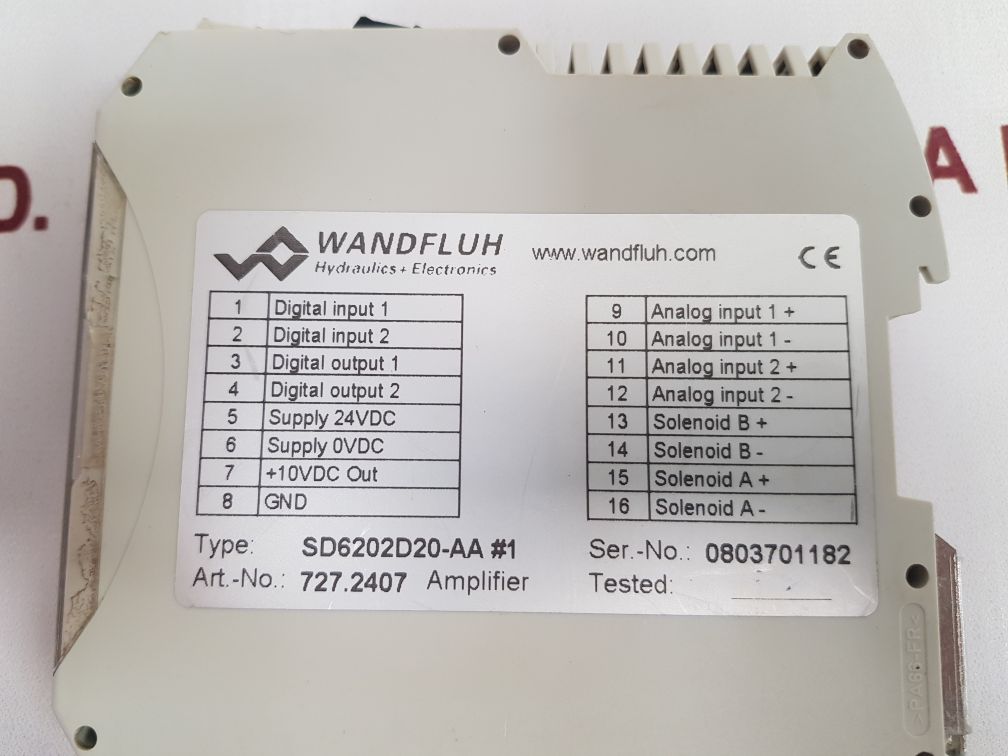 D.
A
WANDFLUH
Hydraulics + Electronics
www.wandfluh.com
CE
1 Digital input 1
2 Digital input 2
3 Digital output 1
4 Digital output 2
5 Supply 24VDC
6 Supply 0VDC
7 +10VDC Out
8 GND
9 Analog input 1 +
10 Analog input 1 -
11 Analog input 2 +
12 Analog input 2 -
13 Solenoid B +
14 Solenoid B -
15 Solenoid A +
16 Solenoid A -
Type: SD6202D20-AA #1
Art.-No.: 727.2407 Amplifier
Ser.-No.: 0803701182
Tested:
>PA66-FR<